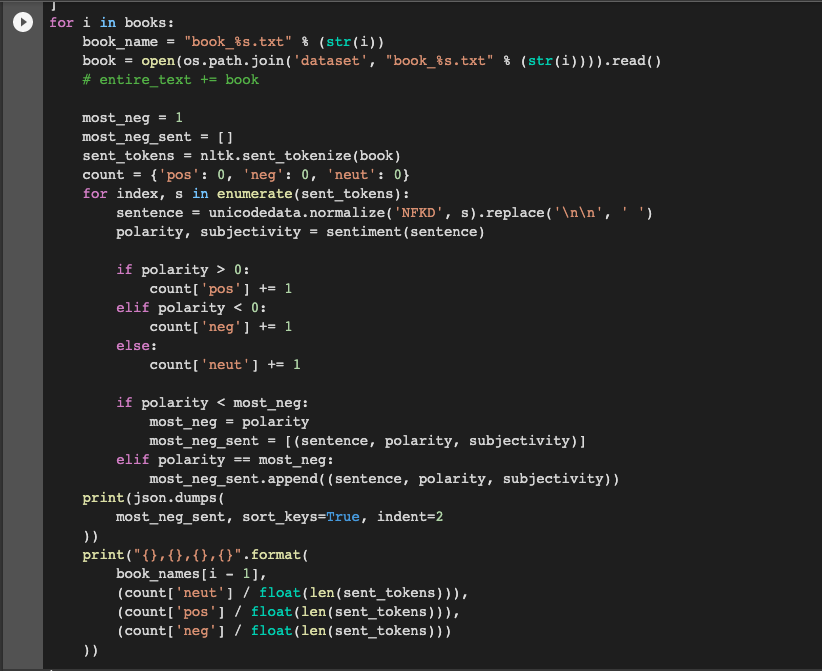 ]
for i in books:
    book_name = "book_%s.txt" % (str(i))
    book = open(os.path.join('dataset', "book_%s.txt" % (str(i)))).read()
    # entire_text += book

    most_neg = 1
    most_neg_sent = []
    sent_tokens = nltk.sent_tokenize(book)
    count = {'pos': 0, 'neg': 0, 'neut': 0}
    for index, s in enumerate(sent_tokens):
        sentence = unicodedata.normalize('NFKD', s).replace('\n\n', ' ')
        polarity, subjectivity = sentiment(sentence)

        if polarity > 0:
            count['pos'] += 1
        elif polarity < 0:
            count['neg'] += 1
        else:
            count['neut'] += 1

        if polarity < most_neg:
            most_neg = polarity
            most_neg_sent = [(sentence, polarity, subjectivity)]
        elif polarity == most_neg:
            most_neg_sent.append((sentence, polarity, subjectivity))
    print(json.dumps(
        most_neg_sent, sort_keys=True, indent=2
    ))
    print("{},{},{},{}".format(
        book_names[i - 1],
        (count['neut'] / float(len(sent_tokens))),
        (count['pos'] / float(len(sent_tokens))),
        (count['neg'] / float(len(sent_tokens)))
    ))